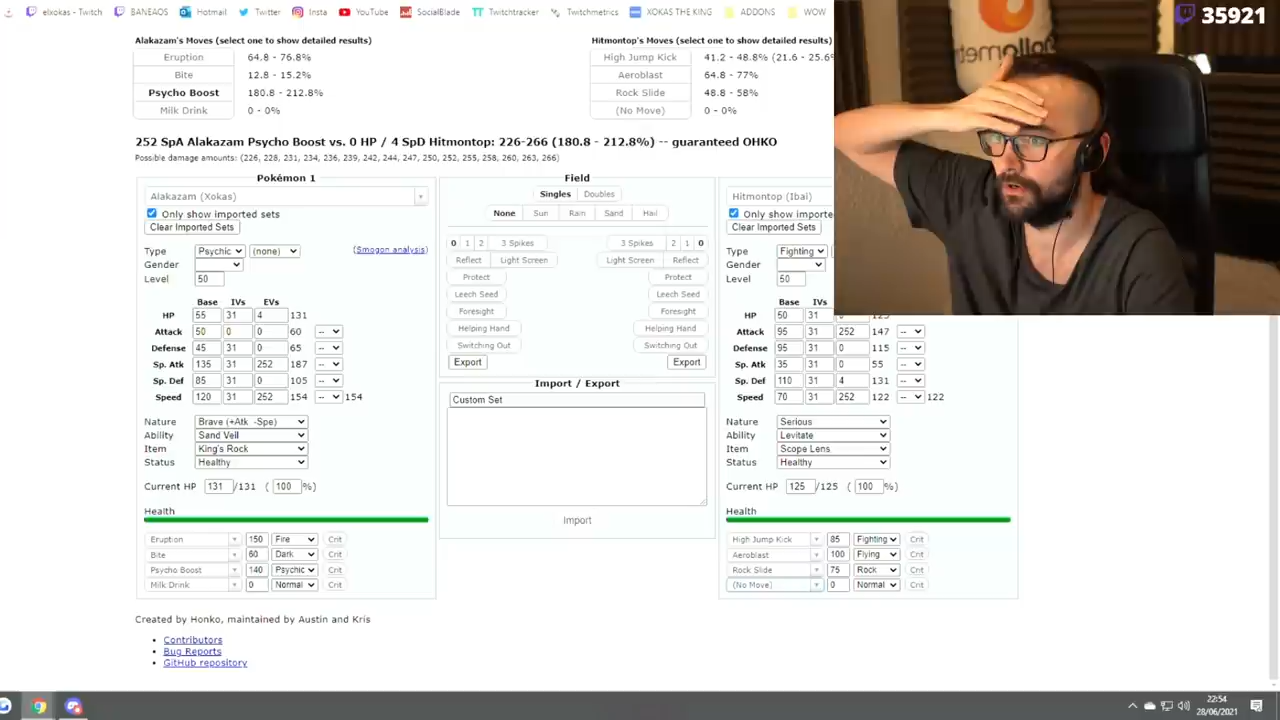 elxokas - Twitch BANEAOS Hotmail Twitter Insta YouTube SocialBlade Twitchtracker Twitchmetrics XOKAS THE KING ADDONS WOW
35921
Alakazam's Moves (select one to show detailed results)
Eruption 64.8 - 76.8%
Bite 12.8 - 15.2%
Psycho Boost 180.8 - 212.8%
Milk Drink 0 - 0%
Hitmontop's Moves (select one to show detailed results)
High Jump Kick 41.2 - 48.8% (21.6 - 25.6%
Aeroblast 64.8 - 77%
Rock Slide 48.8 - 58%
(No Move) 0 - 0%
252 SpA Alakazam Psycho Boost vs. 0 HP / 4 SpD Hitmontop: 226-266 (180.8 - 212.8%) -- guaranteed OHKO
Possible damage amounts: (226, 228, 231, 234, 236, 239, 242, 244, 247, 250, 252, 255, 258, 260, 263, 266)
Pokémon 1
Alakazam (Xokas)
Only show imported sets
Clear Imported Sets
Type Psychic (none) (Smogon analysis)
Gender
Level 50
Base IVs EVs
HP 55 31 4 131
Attack 50 0 0 60 --
Defense 45 31 0 65 --
Sp. Atk 135 31 252 187 --
Sp. Def 85 31 0 105 --
Speed 120 31 252 154 -- 154
Nature Brave (+Atk -Spe)
Ability Sand Veil
Item King's Rock
Status Healthy
Current HP 131 /131 ( 100 %)
Health
Eruption 150 Fire Crit
Bite 60 Dark Crit
Psycho Boost 140 Psychic Crit
Milk Drink 0 Normal Crit
Field
Singles Doubles
None Sun Rain Sand Hail
0 1 2 3 Spikes 3 Spikes 2 1 0
Reflect Light Screen Light Screen Reflect
Protect Protect
Leech Seed Leech Seed
Foresight Foresight
Helping Hand Helping Hand
Switching Out Switching Out
Export Export
Import / Export
Custom Set
Import
Hitmontop (Ibai)
Only show imported
Clear Imported Sets
Type Fighting
Gender
Level 50
Base IVs
HP 50 31
Attack 95 31 252 147 --
Defense 95 31 0 115 --
Sp. Atk 35 31 0 55 --
Sp. Def 110 31 4 131 --
Speed 70 31 252 122 -- 122
Nature Serious
Ability Levitate
Item Scope Lens
Status Healthy
Current HP 125 /125 ( 100 %)
Health
High Jump Kick 85 Fighting Crit
Aeroblast 100 Flying Crit
Rock Slide 75 Rock Crit
(No Move) 0 Normal Crit
Created by Honko, maintained by Austin and Kris
Contributors
Bug Reports
GitHub repository
22:54
28/06/2021